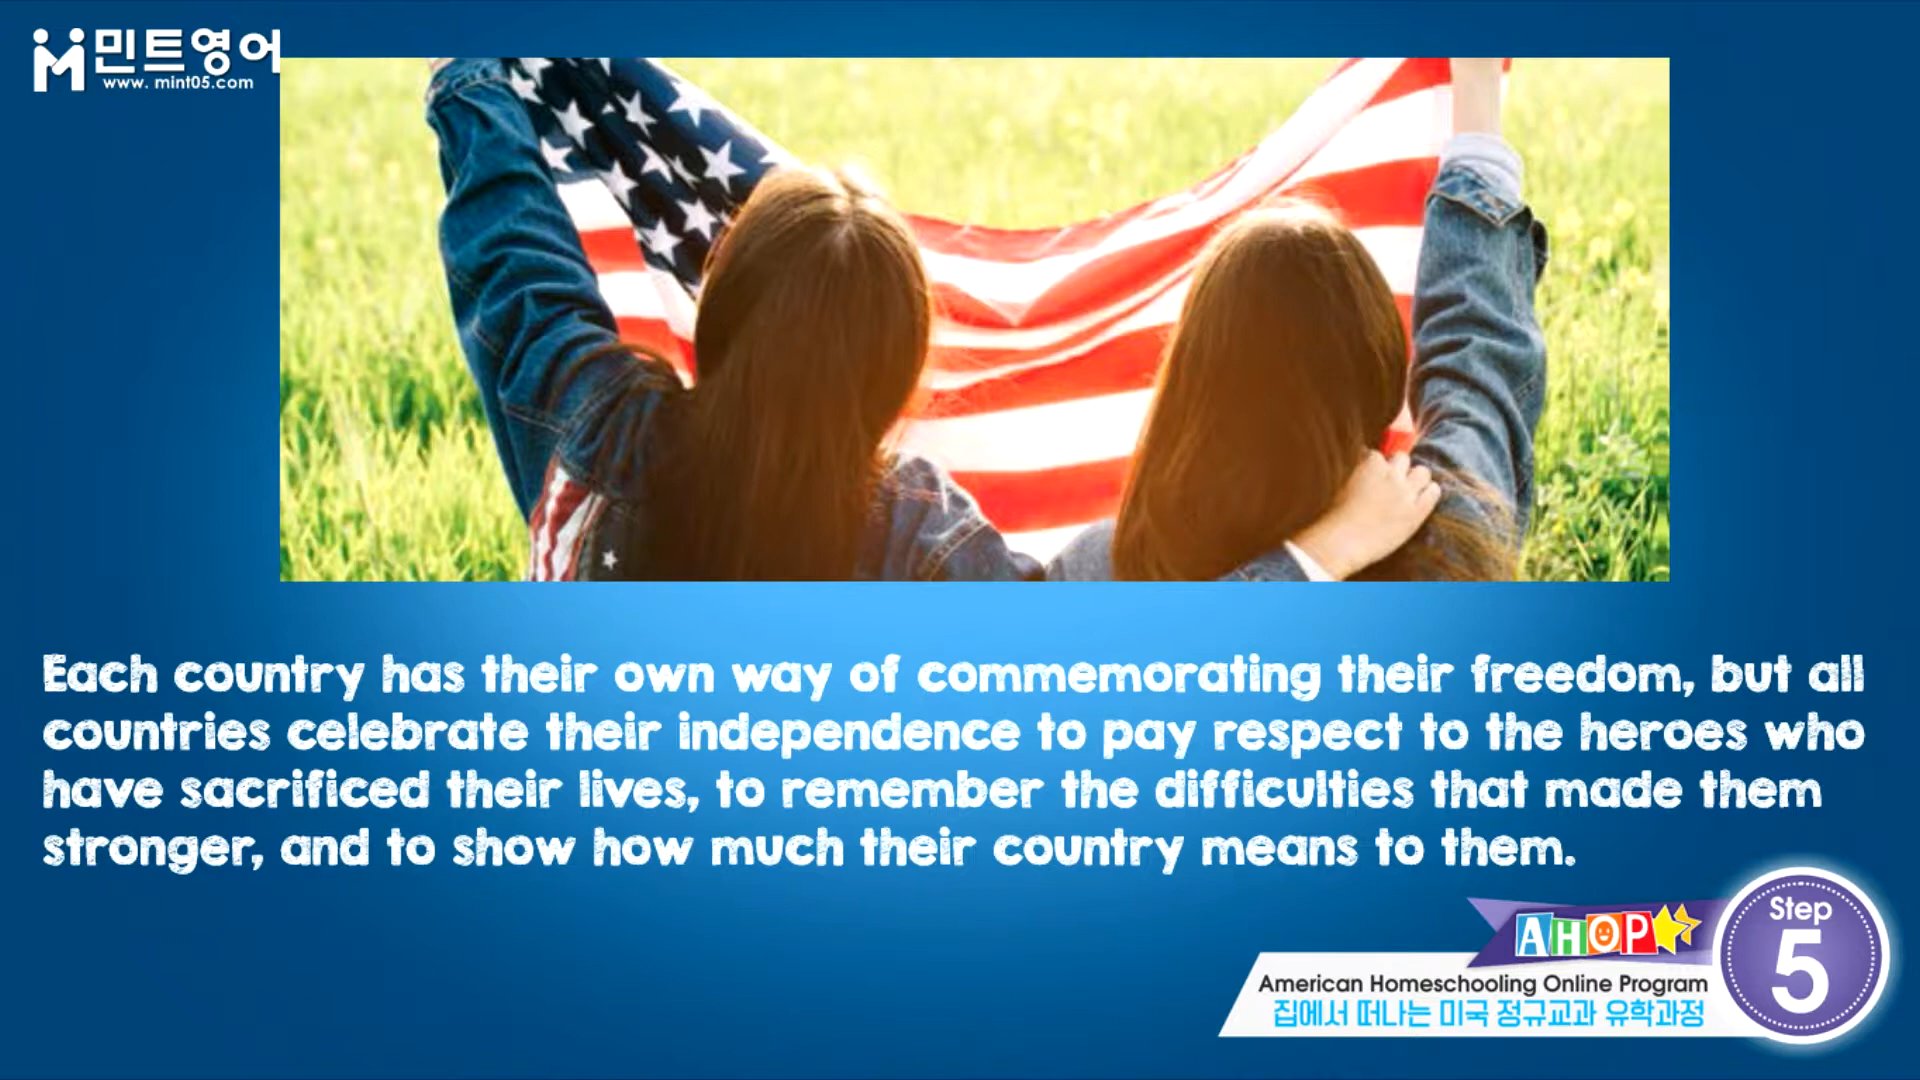 민트영어
www. mint05.com
Each country has their own way of commemorating their freedom, but all
countries celebrate their independence to pay respect to the heroes who
have sacrificed their lives, to remember the difficulties that made them
stronger, and to show how much their country means to them.
AHOP
Step
5
American Homeschooling Online Program
집에서 떠나는 미국 정규교과 유학과정